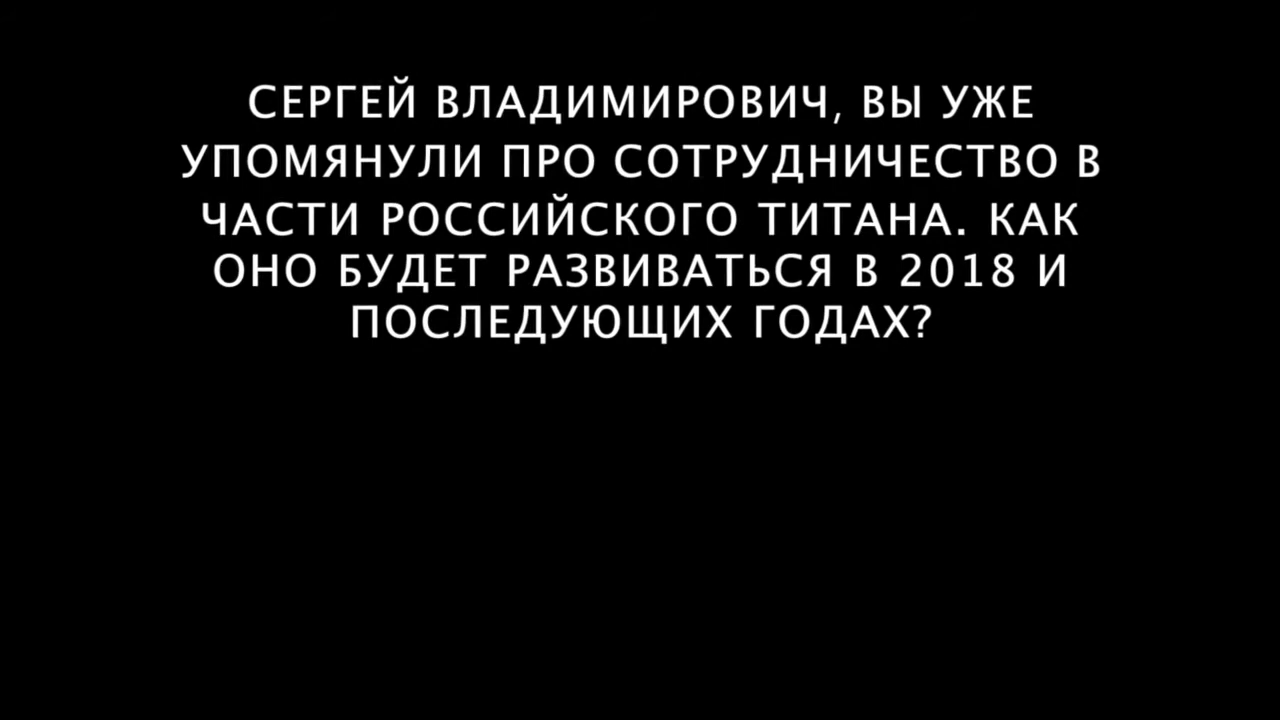 СЕРГЕЙ ВЛАДИМИРОВИЧ, ВЫ УЖЕ
УПОМЯНУЛИ ПРО СОТРУДНИЧЕСТВО В
ЧАСТИ РОССИЙСКОГО ТИТАНА. КАК
ОНО БУДЕТ РАЗВИВАТЬСЯ В 2018 И
ПОСЛЕДУЮЩИХ ГОДАХ?